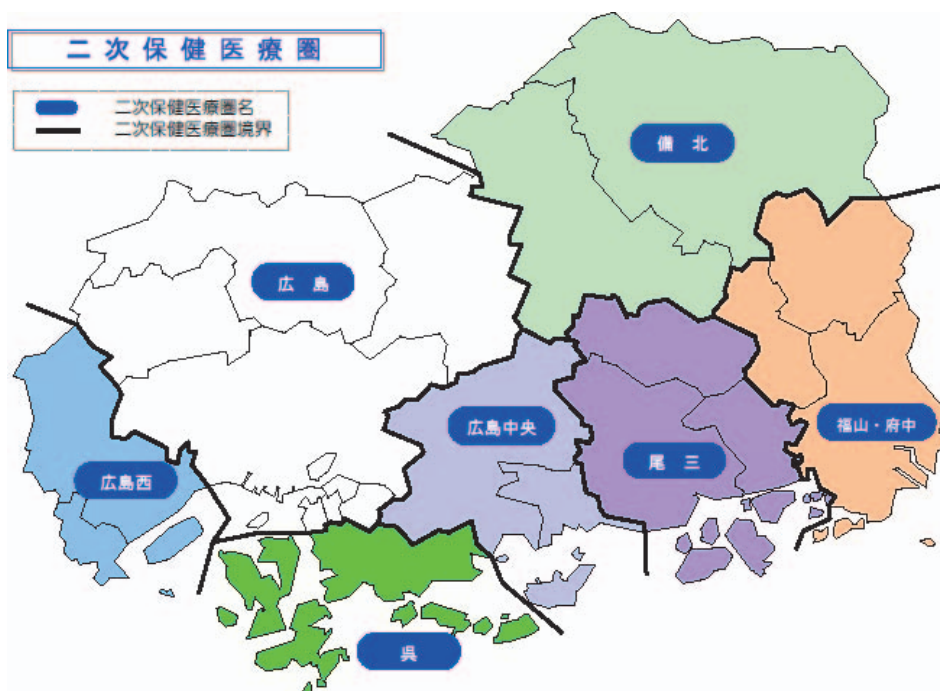 二次保健医療圏
二次保健医療圏名
二次保健医療圏境界
備 北
広 島
広島中央
福山・府中
尾 三
広島西
呉